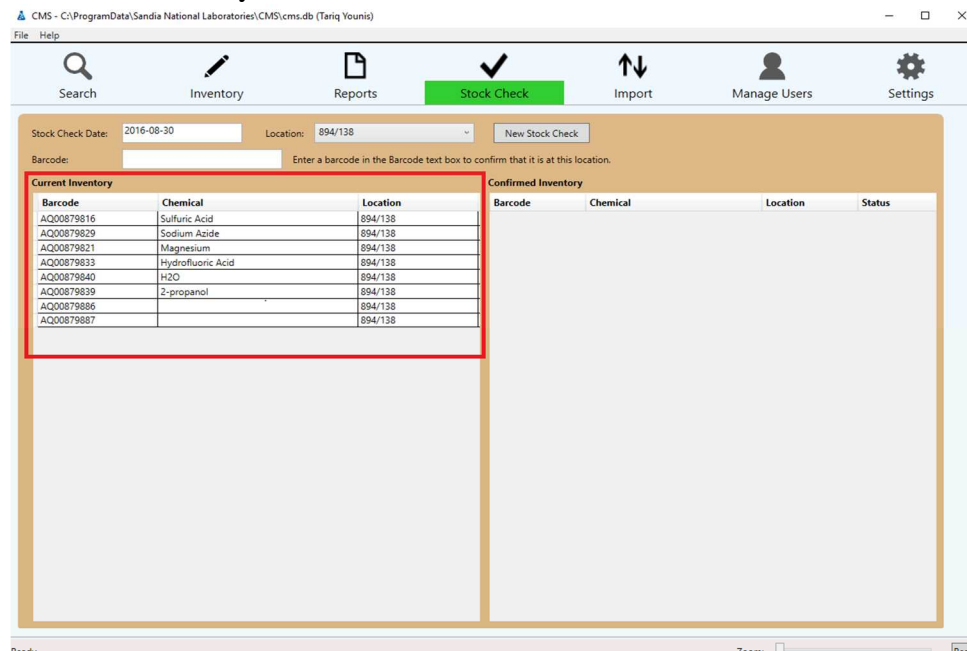 CMS - C:\ProgramData\Sandia National Laboratories\CMS\cms.db (Tariq Younis)
File Help
Search Inventory Reports Stock Check Import Manage Users Settings
Stock Check Date: 2016-08-30 Location: 894/138 New Stock Check
Barcode: Enter a barcode in the Barcode text box to confirm that it is at this location.
Current Inventory Confirmed Inventory
Barcode Chemical Location Barcode Chemical Location Status
AQ00879816 Sulfuric Acid 894/138
AQ00879829 Sodium Azide 894/138
AQ00879821 Magnesium 894/138
AQ00879833 Hydrofluoric Acid 894/138
AQ00879840 H2O 894/138
AQ00879839 2-propanol 894/138
AQ00879886 894/138
AQ00879887 894/138